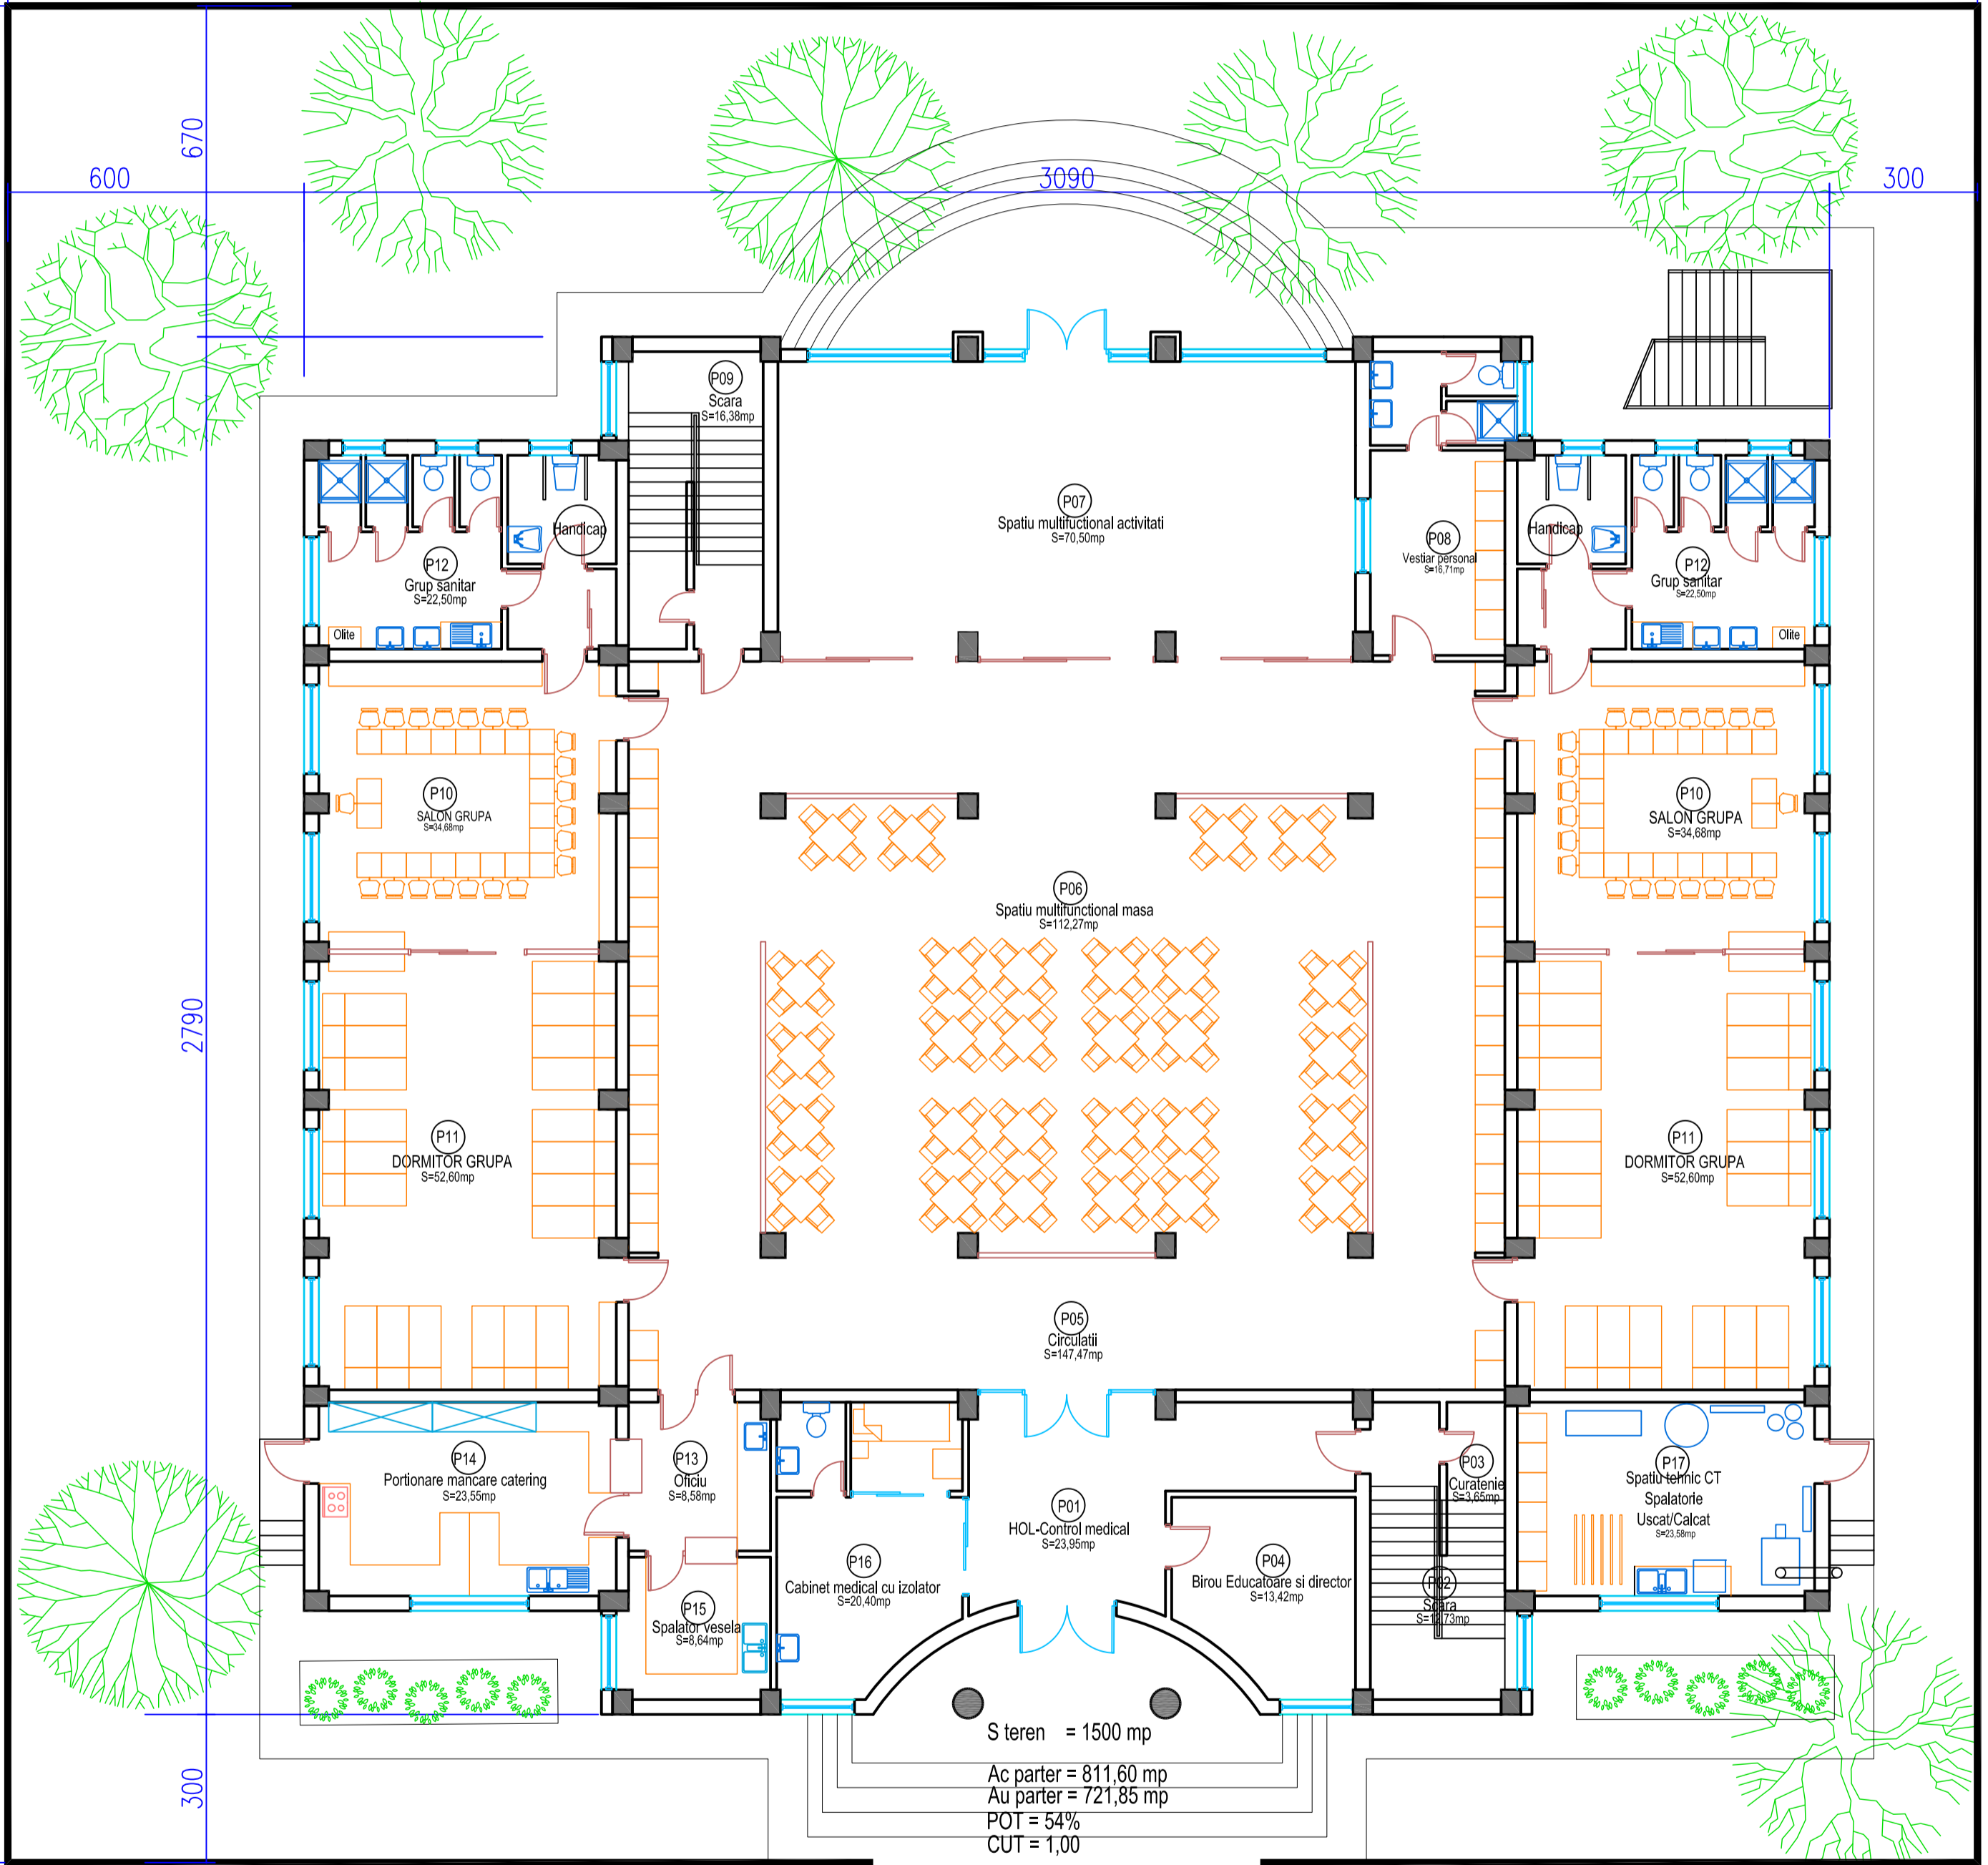 670
600
3090
300
P09
Scara
S=16,38mp
P07
Spatiu multifuctional activitati
S=70,50mp
P08
Vestiar personal
S=16,71mp
Handicap
Handicap
P12
Grup sanitar
S=22,50mp
P12
Grup sanitar
S=22,50mp
Olite
Olite
P10
SALON GRUPA
S=34,68mp
P10
SALON GRUPA
S=34,68mp
P06
Spatiu multifunctional masa
S=112,27mp
2790
P11
DORMITOR GRUPA
S=52,60mp
P11
DORMITOR GRUPA
S=52,60mp
P05
Circulatii
S=147,47mp
P14
Portionare mancare catering
S=23,55mp
P13
Oficiu
S=8,58mp
P03
Curatenie
S=3,65mp
P17
Spatiu tehnic CT
Spalatorie
Uscat/Calcat
S=23,58mp
P01
HOL-Control medical
S=23,95mp
P16
Cabinet medical cu izolator
S=20,40mp
P04
Birou Educatoare si director
S=13,42mp
P02
Scara
P15
Spalator vesela
S=8,64mp
S teren = 1500 mp
Ac parter = 811,60 mp
Au parter = 721,85 mp
POT = 54%
CUT = 1,00
300